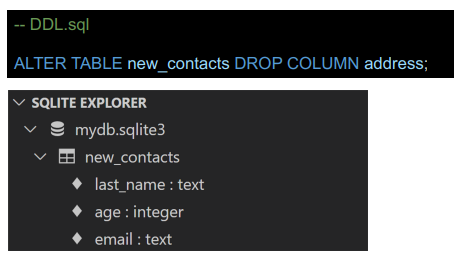 -- DDL.sql
ALTER TABLE new_contacts DROP COLUMN address;
SQLITE EXPLORER
mydb.sqlite3
new_contacts
last_name : text
age : integer
email : text